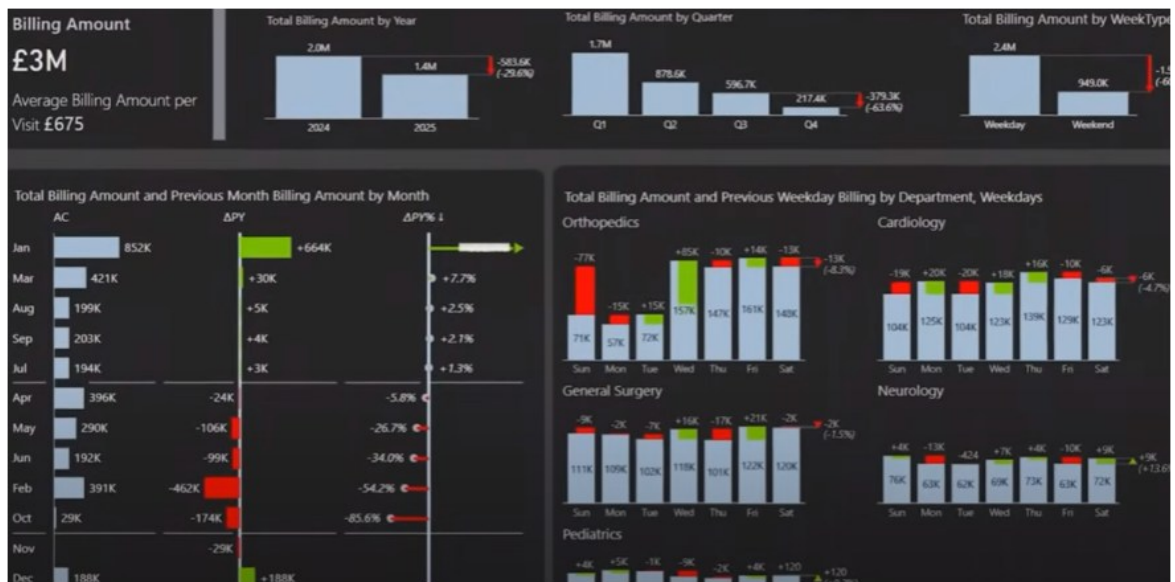 Billing Amount
£3M
Average Billing Amount per
Visit £675
Total Billing Amount by Year
2.0M
1.4M
-583.6K
(-29.6%)
2024
2025
Total Billing Amount by Quarter
1.7M
878.6K
596.7K
217.4K
-379.3K
(-63.6%)
Q1
Q2
Q3
Q4
Total Billing Amount by WeekType
2.4M
949.0K
Weekday
Weekend
Total Billing Amount and Previous Month Billing Amount by Month
AC ΔPY ΔPY% ↓
Jan 852K +664K
Mar 421K +30K +7.7%
Aug 199K +5K +2.5%
Sep 203K +4K +2.1%
Jul 194K +3K +1.3%
Apr 396K -24K -5.8%
May 290K -106K -26.7%
Jun 192K -99K -34.0%
Feb 391K -462K -54.2%
Oct 29K -174K -85.6%
Nov -29K
Dec 188K +188K
Total Billing Amount and Previous Weekday Billing by Department, Weekdays
Orthopedics
-77K -15K +15K +85K -10K +14K -13K
-13K
(-8.3%)
71K 57K 72K 157K 147K 161K 148K
Sun Mon Tue Wed Thu Fri Sat
Cardiology
-19K +20K -20K +18K +16K -10K -6K
-6K
(-4.7%)
104K 125K 104K 123K 139K 129K 123K
Sun Mon Tue Wed Thu Fri Sat
General Surgery
-9K -2K -7K +16K -17K +21K -2K
-2K
(-1.5%)
111K 109K 102K 118K 101K 122K 120K
Sun Mon Tue Wed Thu Fri Sat
Neurology
+4K -13K -424 +7K +4K -10K +9K
+9K
(+13.6
76K 63K 62K 69K 73K 63K 72K
Sun Mon Tue Wed Thu Fri Sat
Pediatrics
+4K +5K -1K -9K -2K +4K +120
+120